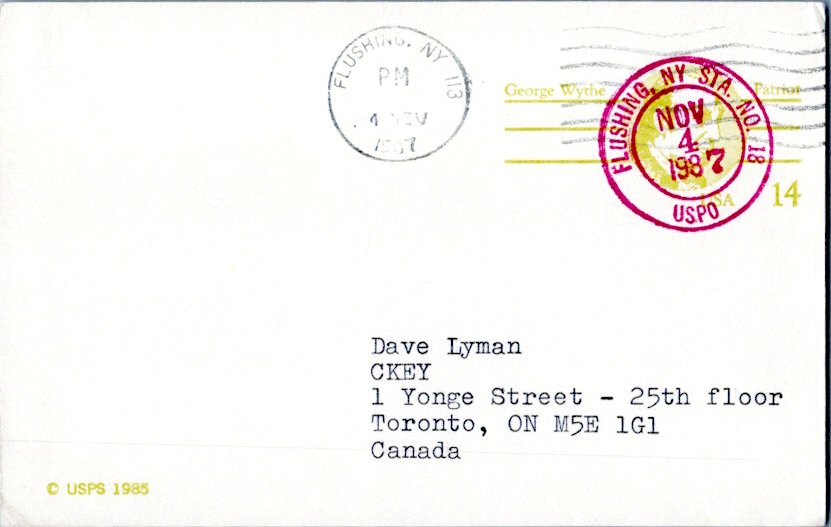 FLUSHING, NY 113
PM
4 NOV
1987
George Wythe Patriot
FLUSHING, NY STA. NO. 18
NOV
4
1987
USPO
USA 14
Dave Lyman
CKEY
1 Yonge Street - 25th floor
Toronto, ON M5E 1G1
Canada
© USPS 1985